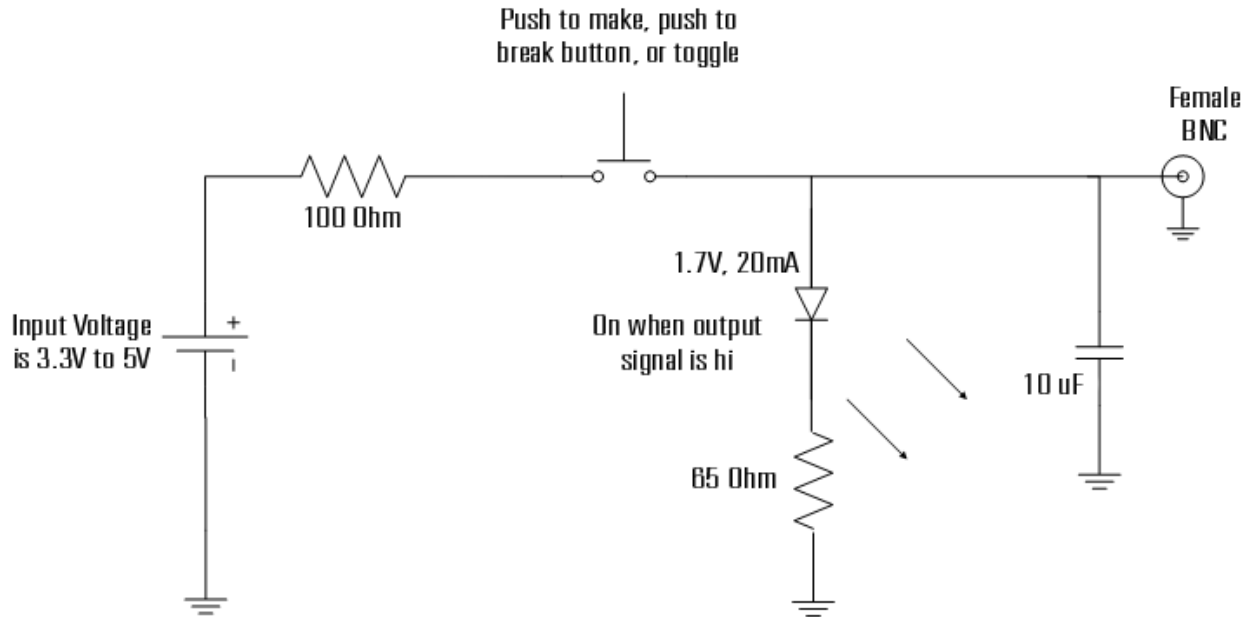 Push to make, push to
break button, or toggle
Female
BNC
100 Ohm
1.7V, 20mA
Input Voltage
is 3.3V to 5V
+
-
On when output
signal is hi
10 uF
65 Ohm